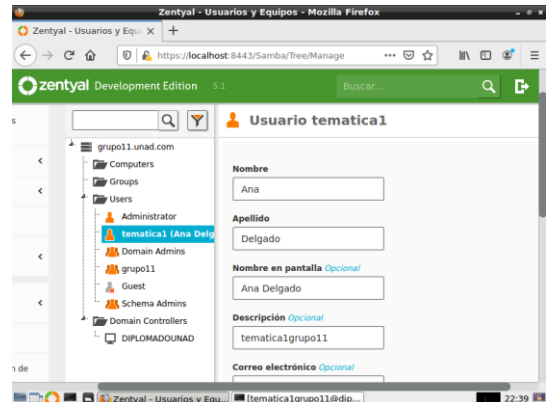 Zentyal - Usuarios y Equipos - Mozilla Firefox
Zentyal - Usuarios y Equi
https://localhost:8443/Samba/Tree/Manage
zentyal Development Edition 5.1
Buscar...
s
grupo11.unad.com
Computers
Groups
Users
Administrator
tematica1 (Ana Delg
Domain Admins
grupo11
Guest
Schema Admins
Domain Controllers
DIPLOMADOUNAD
n de
Usuario tematica1
Nombre
Ana
Apellido
Delgado
Nombre en pantalla Opcional
Ana Delgado
Descripción Opcional
tematica1grupo11
Correo electrónico Opcional
Zentyal - Usuarios y Equ...
[tematica1grupo11@dip...
22:39